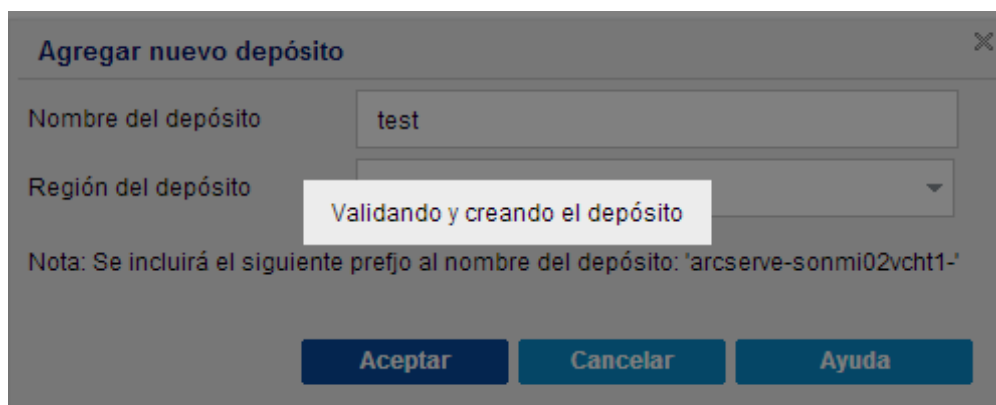 Agregar nuevo depósito
Nombre del depósito test
Región del depósito
Validando y creando el depósito
Nota: Se incluirá el siguiente prefjo al nombre del depósito: 'arcserve-sonmi02vcht1-'
Aceptar Cancelar Ayuda